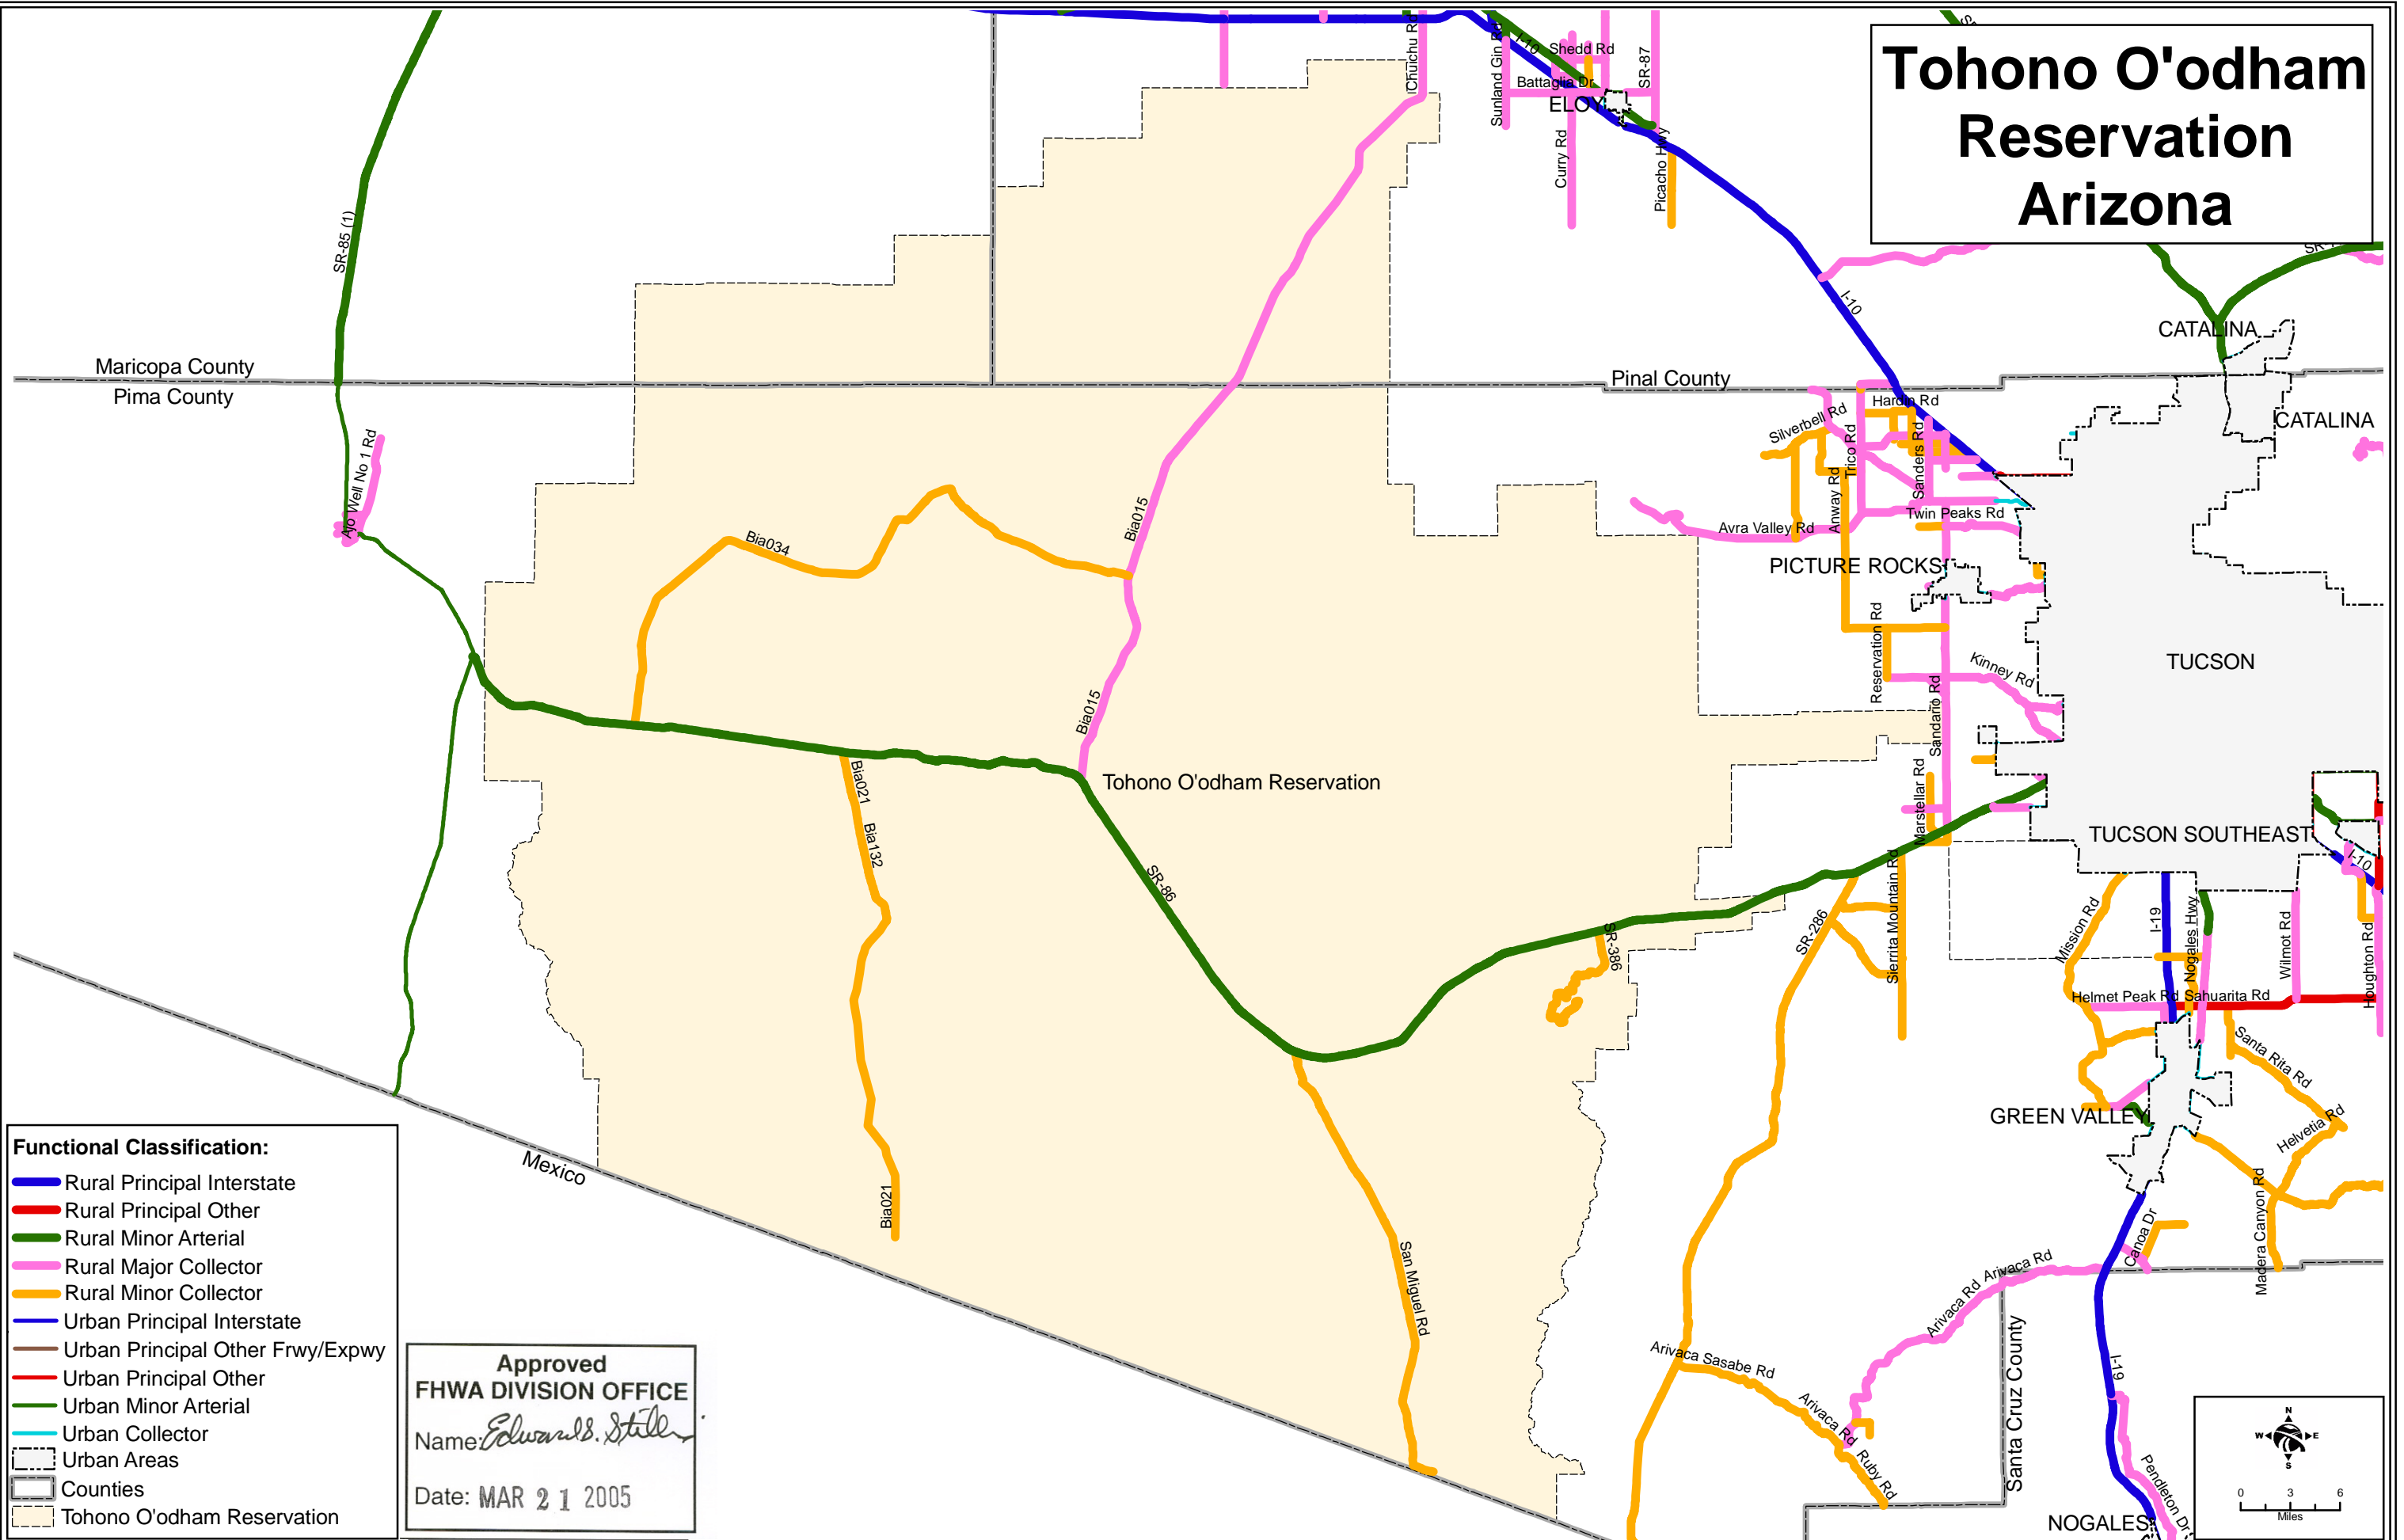 Tohono O'odham
Reservation
Arizona
Chuichu Rd
Sunland Gin Rd
I-10
Shedd Rd
SR-87
Battaglia Dr
ELOY
Curry Rd
Picacho Hwy
SR-85 (1)
I-10
CATALINA
Maricopa County
Pima County
Pinal County
Hardin Rd
Silverbell Rd
CATALINA
Ajo Well No 1 Rd
Trico Rd
Sanders Rd
Anway Rd
Bia015
Avra Valley Rd
Twin Peaks Rd
Bia034
PICTURE ROCKS
Reservation Rd
Kinney Rd
TUCSON
Bia015
Sandario Rd
Tohono O'odham Reservation
Bia021
Bia132
Marstellar Rd
TUCSON SOUTHEAST
I-10
SR-86
Sierrita Mountain Rd
SR-286
SR-386
Mission Rd
I-19
Nogales Hwy
Wilmot Rd
Houghton Rd
Helmet Peak Rd
Sahuarita Rd
Santa Rita Rd
GREEN VALLEY
Helvetia Rd
Mexico
Bia021
San Miguel Rd
Canoa Dr
Madera Canyon Rd
Arivaca Rd
Arivaca Rd
Arivaca Sasabe Rd
Arivaca Rd
Ruby Rd
Santa Cruz County
I-19
Pendleton Dr
NOGALES
Functional Classification:
Rural Principal Interstate
Rural Principal Other
Rural Minor Arterial
Rural Major Collector
Rural Minor Collector
Urban Principal Interstate
Urban Principal Other Frwy/Expwy
Urban Principal Other
Urban Minor Arterial
Urban Collector
Urban Areas
Counties
Tohono O'odham Reservation
Approved
FHWA DIVISION OFFICE
Name: Edward S.
Date: MAR 21 2005
N
W E
S
0 3 6
Miles